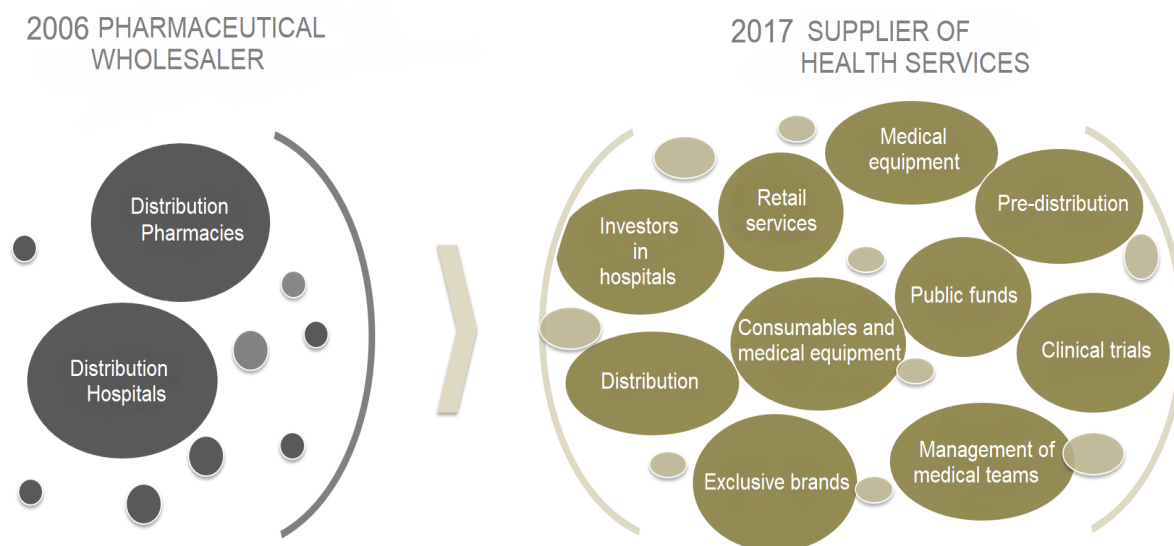 2006 PHARMACEUTICAL
WHOLESALER
2017 SUPPLIER OF
HEALTH SERVICES
Distribution
Pharmacies
Distribution
Hospitals
Medical
equipment
Retail
services
Pre-distribution
Investors
in
hospitals
Public funds
Consumables and
medical equipment
Clinical trials
Distribution
Management of
medical teams
Exclusive brands